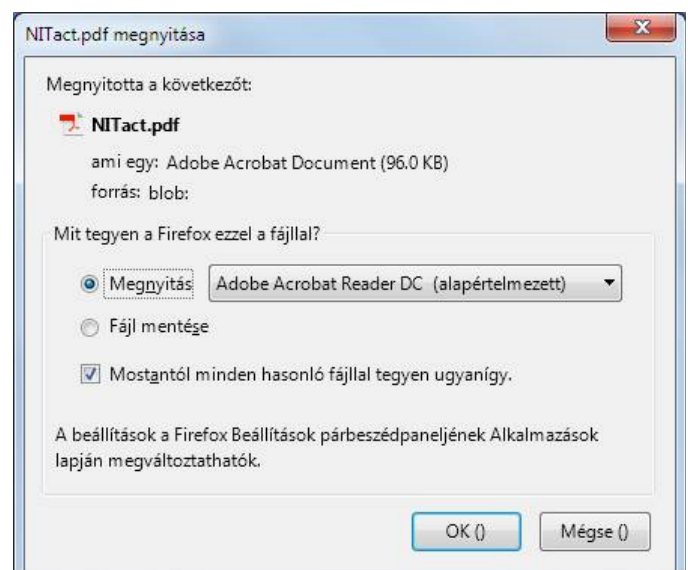 NITact.pdf megnyitása
Megnyitotta a következőt:
NITact.pdf
ami egy: Adobe Acrobat Document (96.0 KB)
forrás: blob:
Mit tegyen a Firefox ezzel a fájllal?
Megnyitás Adobe Acrobat Reader DC (alapértelmezett)
Fájl mentése
Mostantól minden hasonló fájllal tegyen ugyanígy.
A beállítások a Firefox Beállítások párbeszédpaneljének Alkalmazások
lapján megváltoztathatók.
OK () Mégse ()